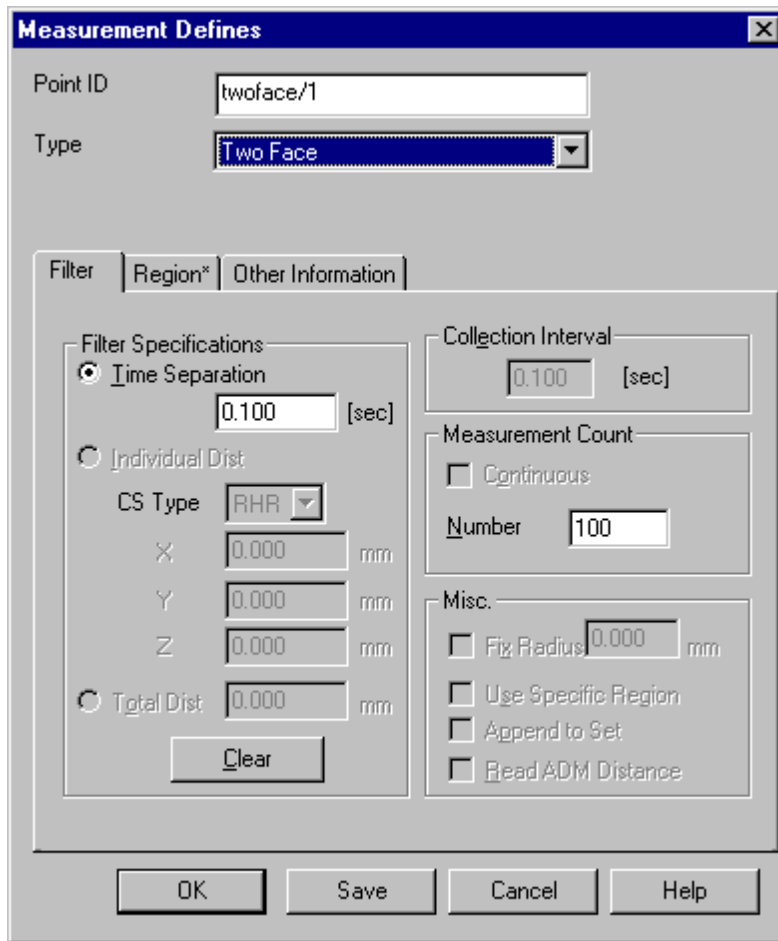 Measurement Defines
Point ID
twoface/1
Type
Two Face
Filter
Region*
Other Information
Filter Specifications
Time Separation
0.100 [sec]
Individual Dist
CS Type RHR
X 0.000 mm
Y 0.000 mm
Z 0.000 mm
Total Dist 0.000 mm
Clear
Collection Interval
0.100 [sec]
Measurement Count
Continuous
Number 100
Misc.
Fix Radius 0.000 mm
Use Specific Region
Append to Set
Read ADM Distance
OK
Save
Cancel
Help